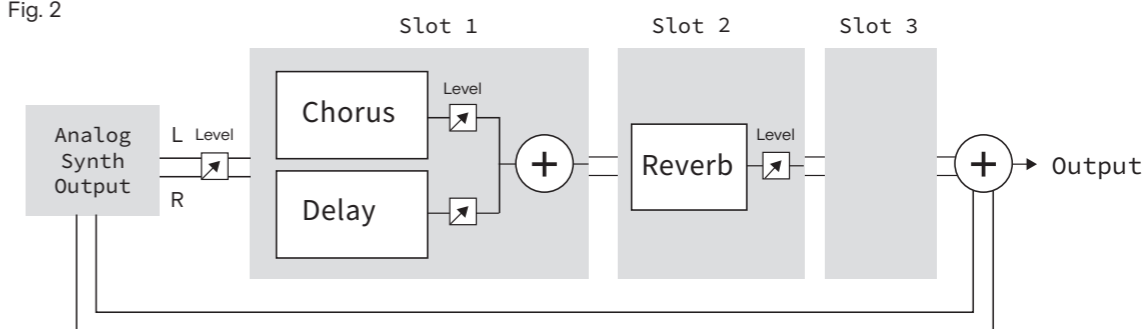 Fig. 2
Slot 1
Slot 2
Slot 3
Analog
Synth
Output
L
Level
R
Chorus
Level
Delay
+
Reverb
Level
+
Output